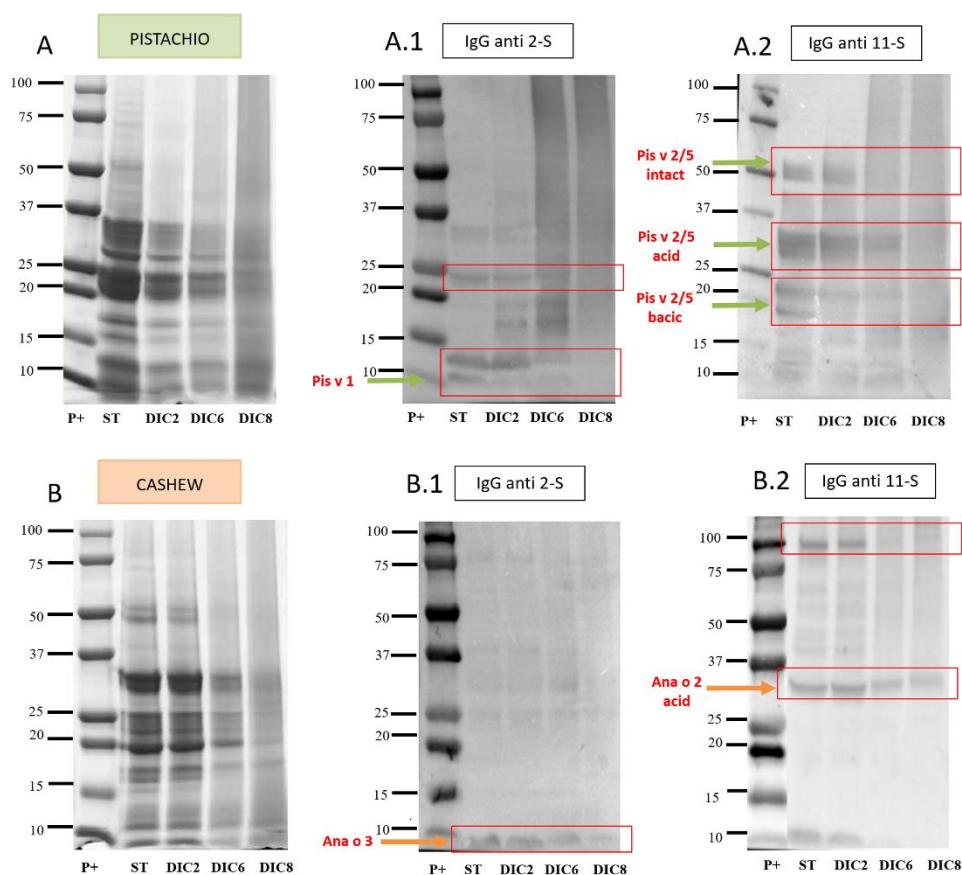 A
PISTACHIO
100
75
50
37
25
20
15
10
P+ ST DIC2 DIC6 DIC8
A.1
IgG anti 2-S
100
75
50
37
25
20
15
10
Pis v 1
P+ ST DIC2 DIC6 DIC8
A.2
IgG anti 11-S
100
75
Pis v 2/5
intact
50
37
Pis v 2/5
acid
25
Pis v 2/5
bacic
20
15
10
P+ ST DIC2 DIC6 DIC8
B
CASHEW
100
75
50
37
25
20
15
10
P+ ST DIC2 DIC6 DIC8
B.1
IgG anti 2-S
100
75
50
37
25
20
15
10
Ana o 3
P+ ST DIC2 DIC6 DIC8
B.2
IgG anti 11-S
100
75
50
37
Ana o 2
acid
25
20
15
10
P+ ST DIC2 DIC6 DIC8